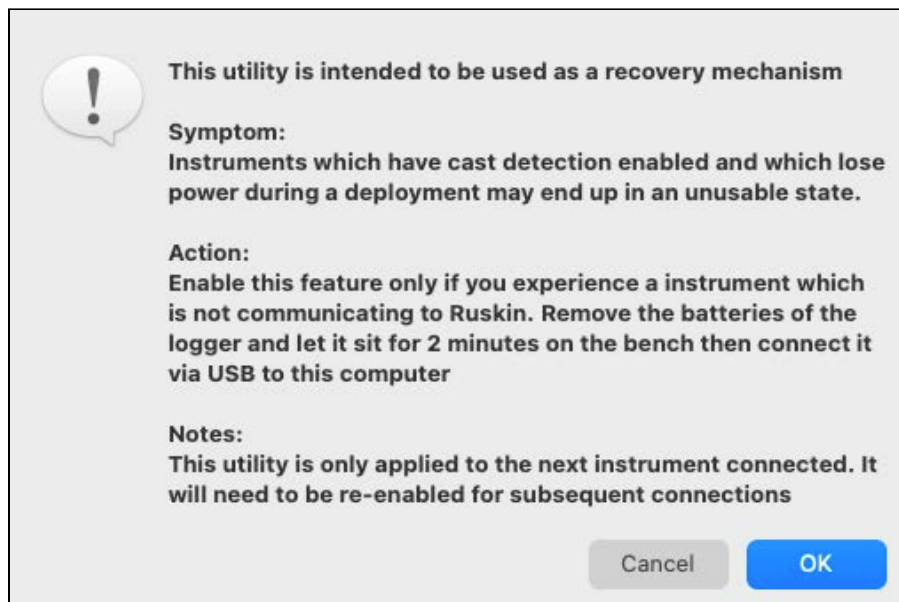 This utility is intended to be used as a recovery mechanism
Symptom:
Instruments which have cast detection enabled and which lose
power during a deployment may end up in an unusable state.
Action:
Enable this feature only if you experience a instrument which
is not communicating to Ruskin. Remove the batteries of the
logger and let it sit for 2 minutes on the bench then connect it
via USB to this computer
Notes:
This utility is only applied to the next instrument connected. It
will need to be re-enabled for subsequent connections
Cancel
OK